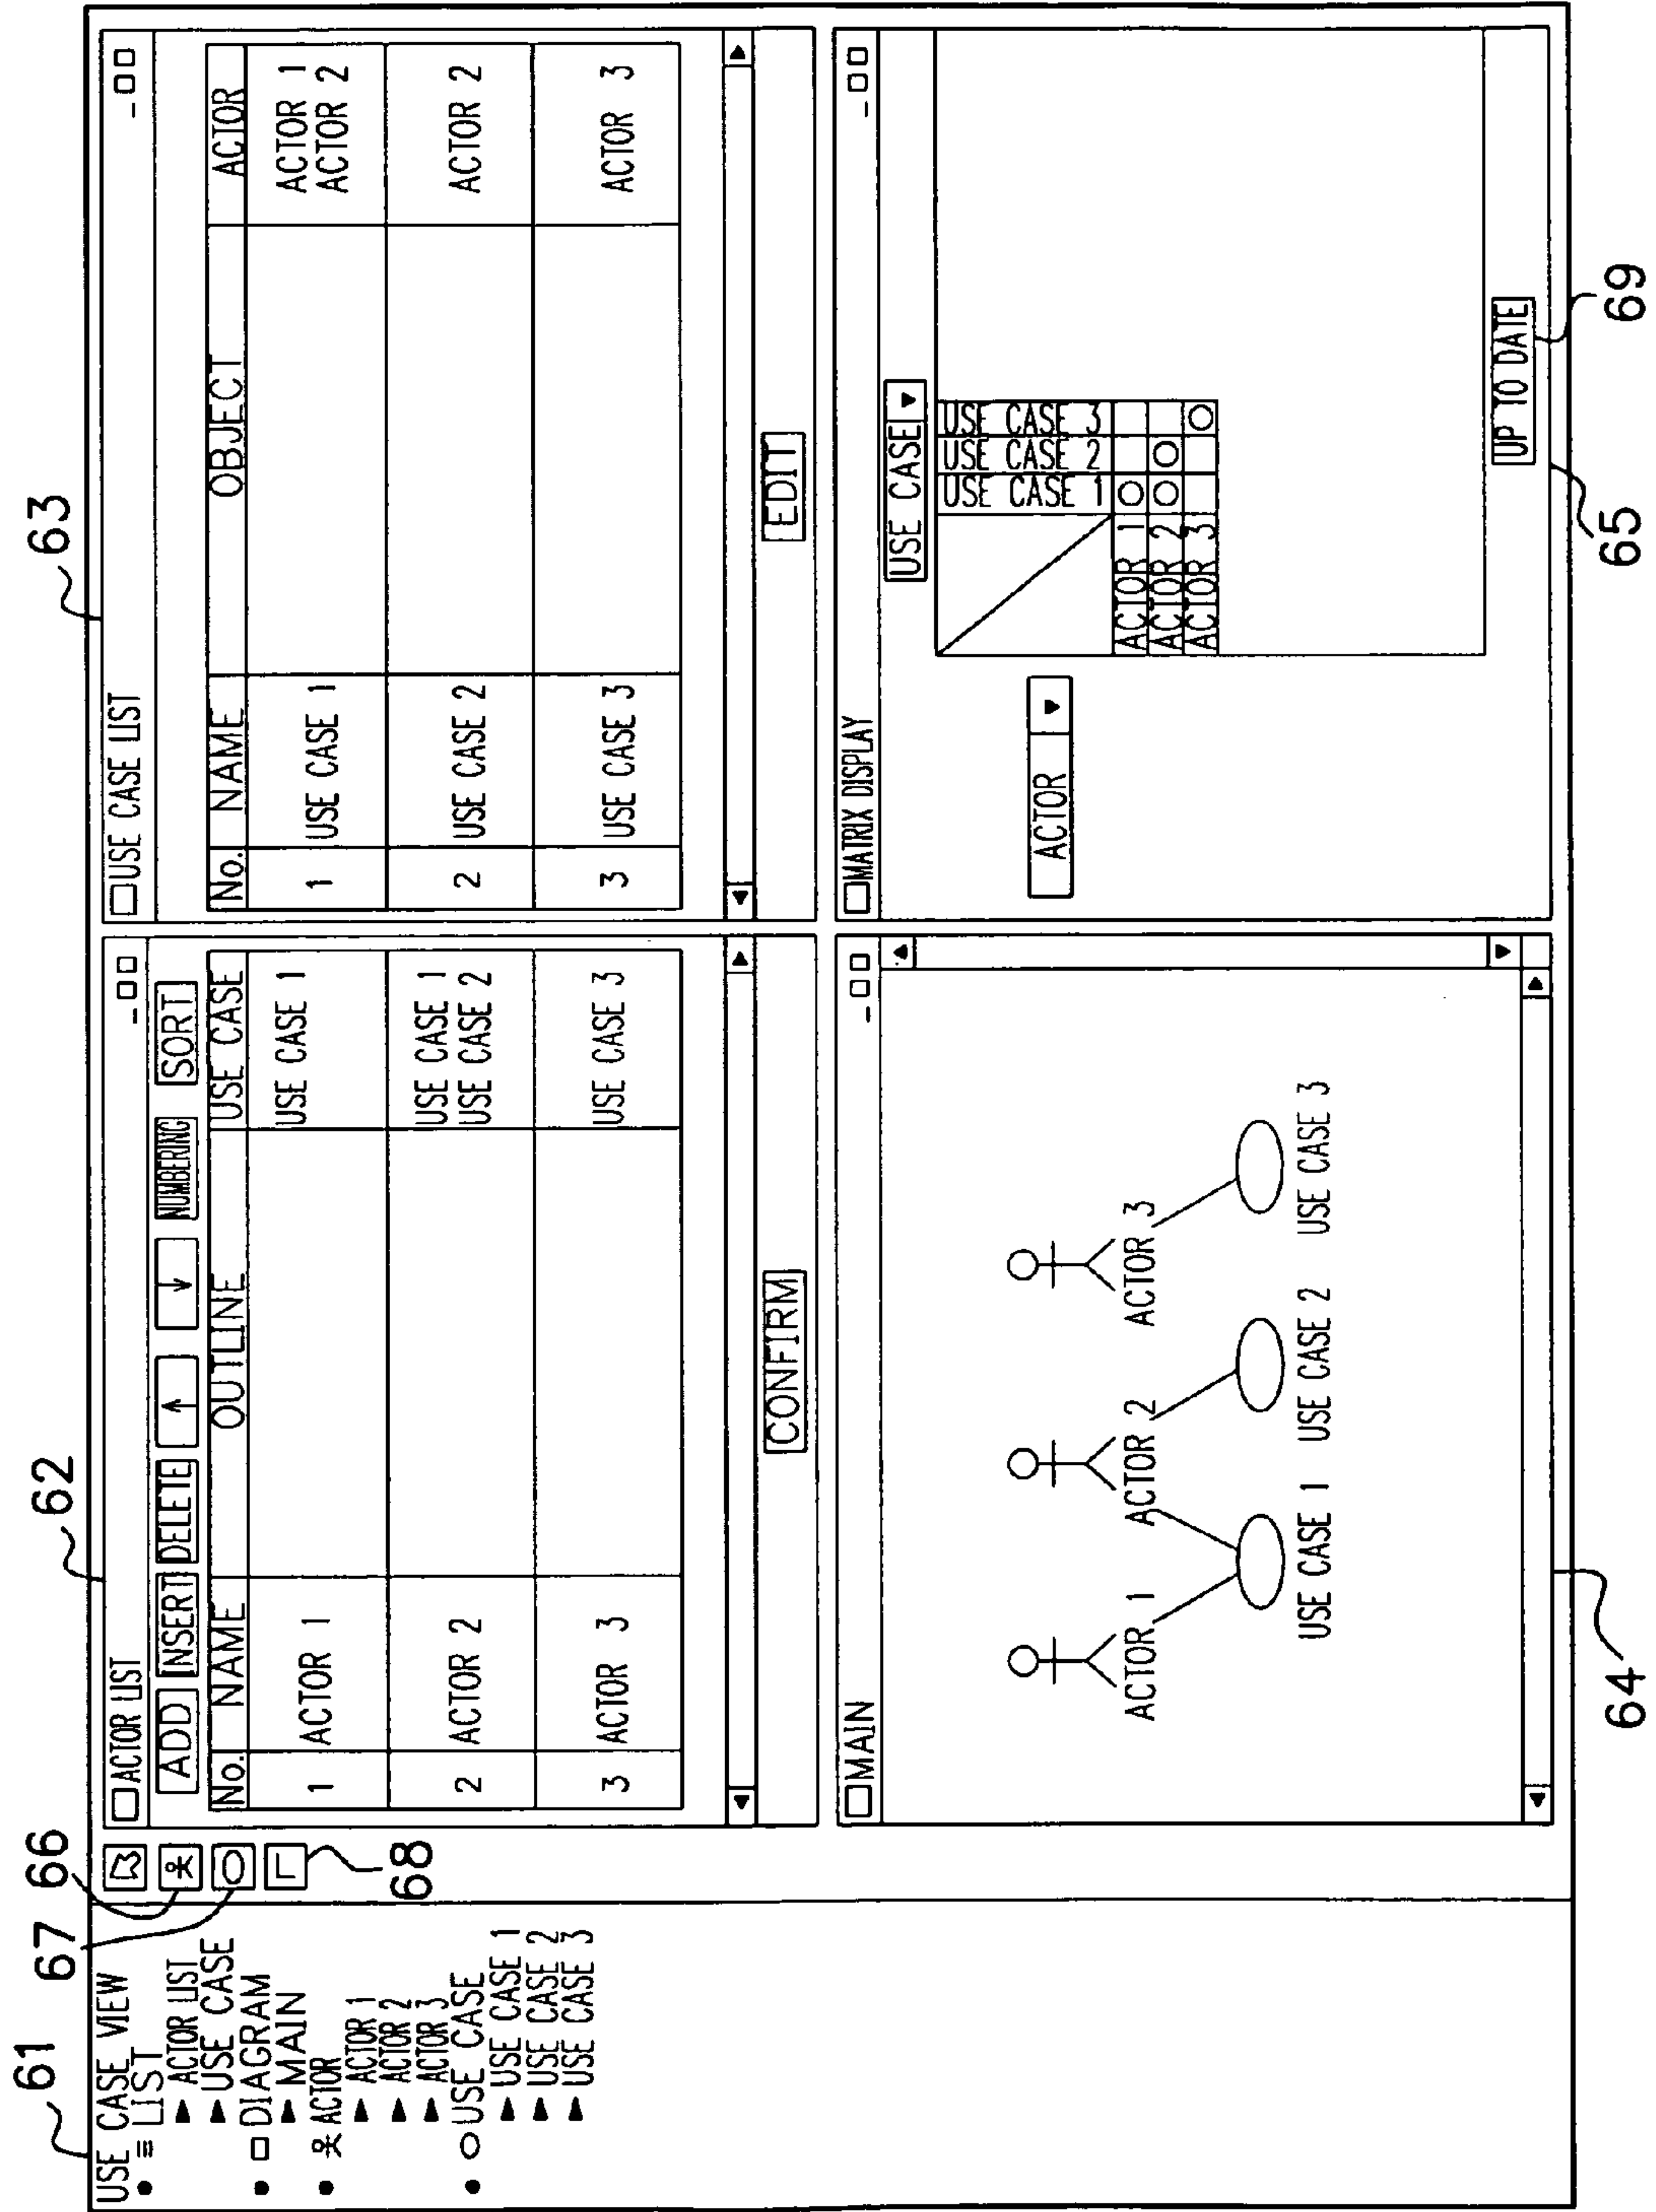 61
USE CASE VIEW
LIST
ACTOR LIST
USE CASE
DIAGRAM
MAIN
ACTOR
ACTOR 1
ACTOR 2
ACTOR 3
USE CASE
USE CASE 1
USE CASE 2
USE CASE 3
66
67
68
62
ACTOR LIST
ADD INSERT DELETE ↑ ↓ NUMBERING SORT
No. NAME OUTLINE USE CASE
1 ACTOR 1 USE CASE 1
2 ACTOR 2 USE CASE 1
USE CASE 2
3 ACTOR 3 USE CASE 3
CONFIRM
63
USE CASE LIST
No. NAME OBJECT ACTOR
1 USE CASE 1 ACTOR 1
ACTOR 2
2 USE CASE 2 ACTOR 2
3 USE CASE 3 ACTOR 3
EDIT
MAIN
ACTOR 1 ACTOR 2 ACTOR 3
USE CASE 1 USE CASE 2 USE CASE 3
64
MATRIX DISPLAY
USE CASE
ACTOR
USE CASE 1
USE CASE 2
USE CASE 3
ACTOR 1
ACTOR 2
ACTOR 3
UP TO DATE
65
69